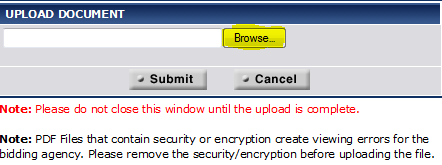 UPLOAD DOCUMENT
Browse...
Submit Cancel
Note: Please do not close this window until the upload is complete.
Note: PDF Files that contain security or encryption create viewing errors for the
bidding agency. Please remove the security/encryption before uploading the file.